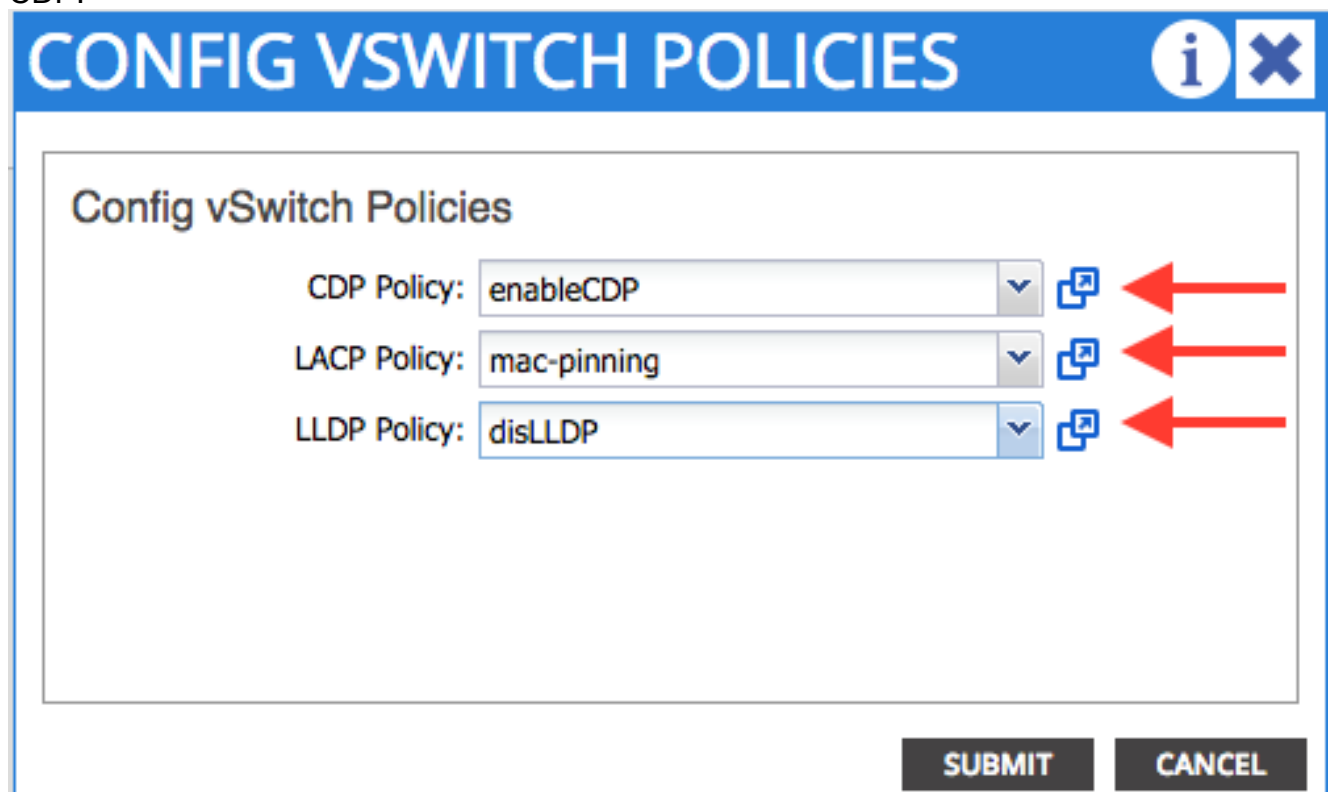 CONFIG VSWITCH POLICIES
Config vSwitch Policies
CDP Policy: enableCDP
LACP Policy: mac-pinning
LLDP Policy: disLLDP
SUBMIT CANCEL